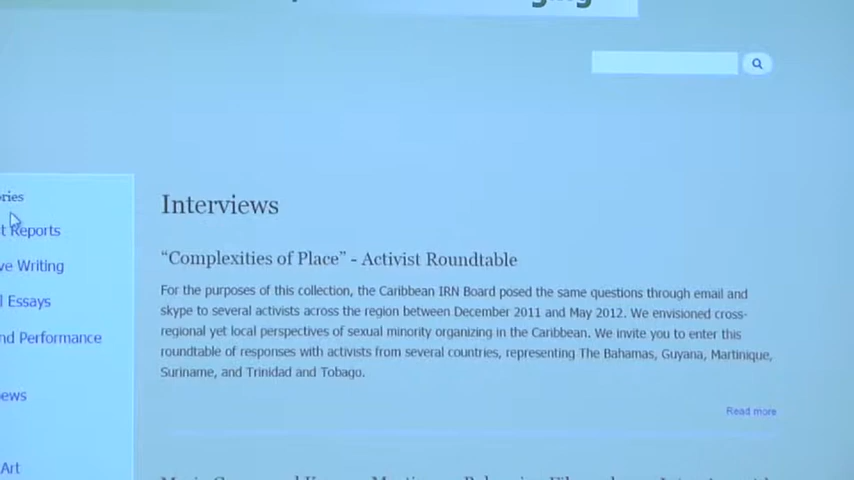 ries
t Reports
ve Writing
l Essays
nd Performance
ews
Art
Interviews
“Complexities of Place” - Activist Roundtable
For the purposes of this collection, the Caribbean IRN Board posed the same questions through email and
skype to several activists across the region between December 2011 and May 2012. We envisioned cross-
regional yet local perspectives of sexual minority organizing in the Caribbean. We invite you to enter this
roundtable of responses with activists from several countries, representing The Bahamas, Guyana, Martinique,
Suriname, and Trinidad and Tobago.
Read more